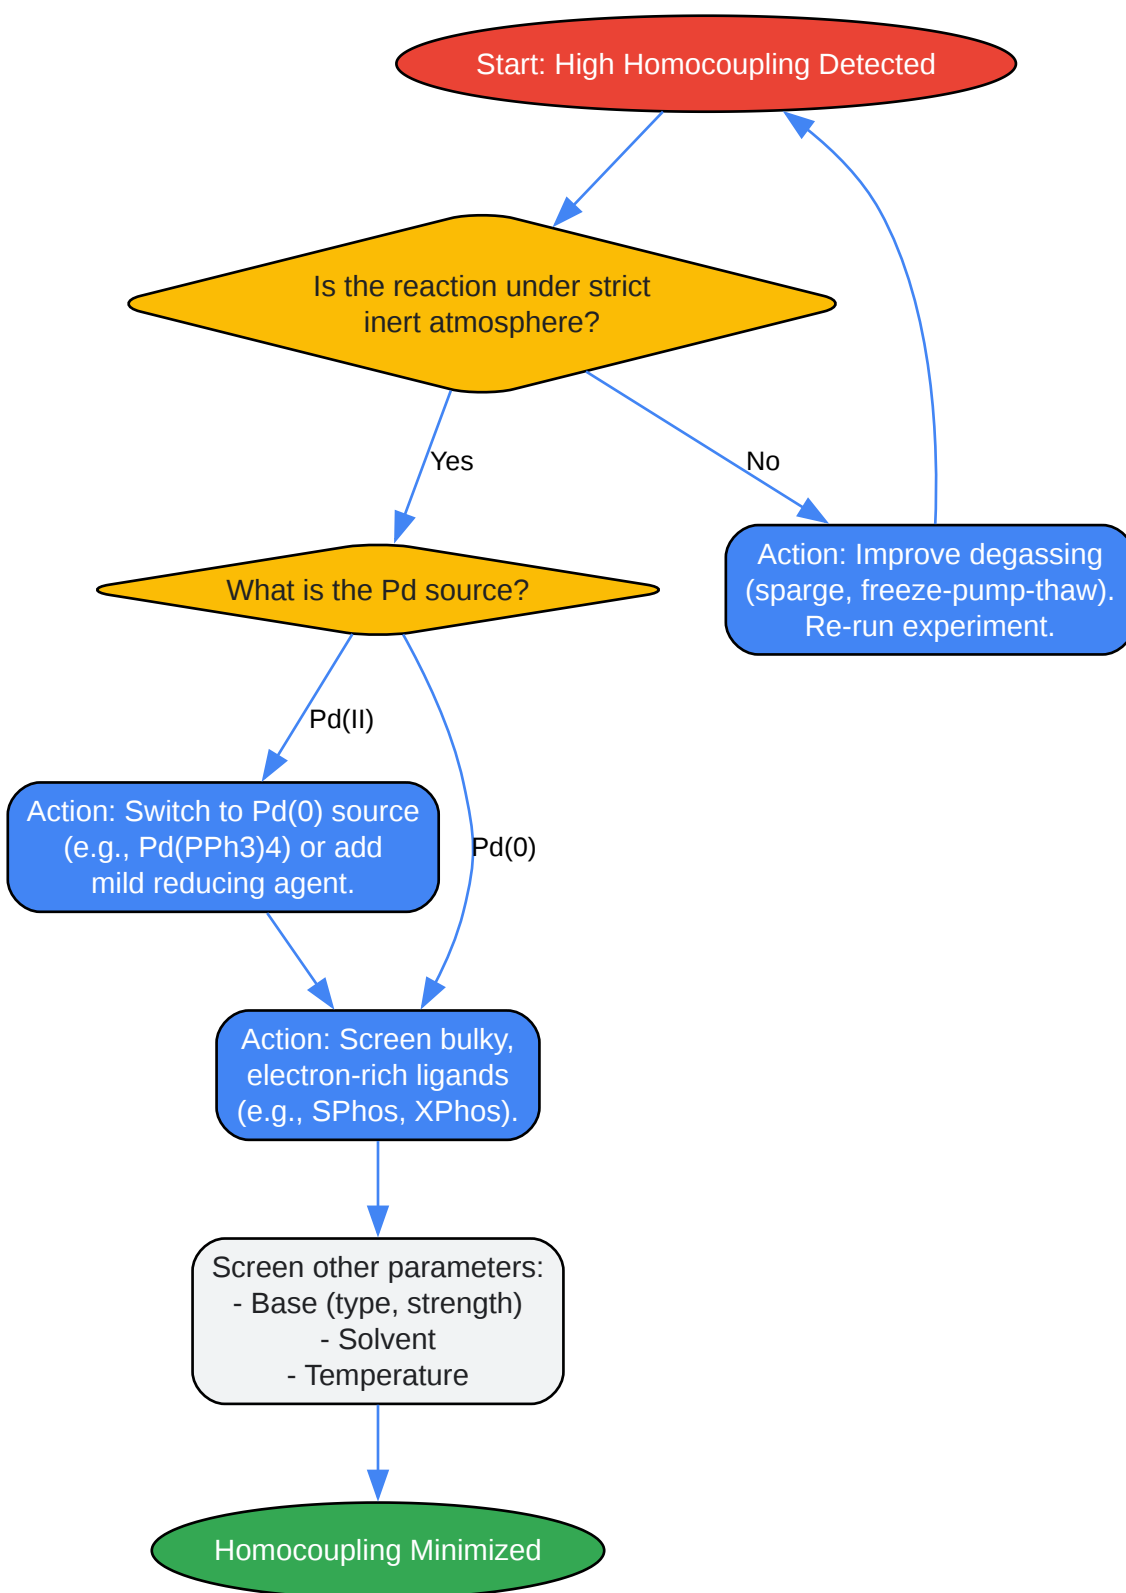 Start: High Homocoupling Detected
Is the reaction under strict
inert atmosphere?
Yes
No
Action: Improve degassing
(sparge, freeze-pump-thaw).
Re-run experiment.
What is the Pd source?
Pd(II)
Pd(0)
Action: Switch to Pd(0) source
(e.g., Pd(PPh3)4) or add
mild reducing agent.
Action: Screen bulky,
electron-rich ligands
(e.g., SPhos, XPhos).
Screen other parameters:
- Base (type, strength)
- Solvent
- Temperature
Homocoupling Minimized